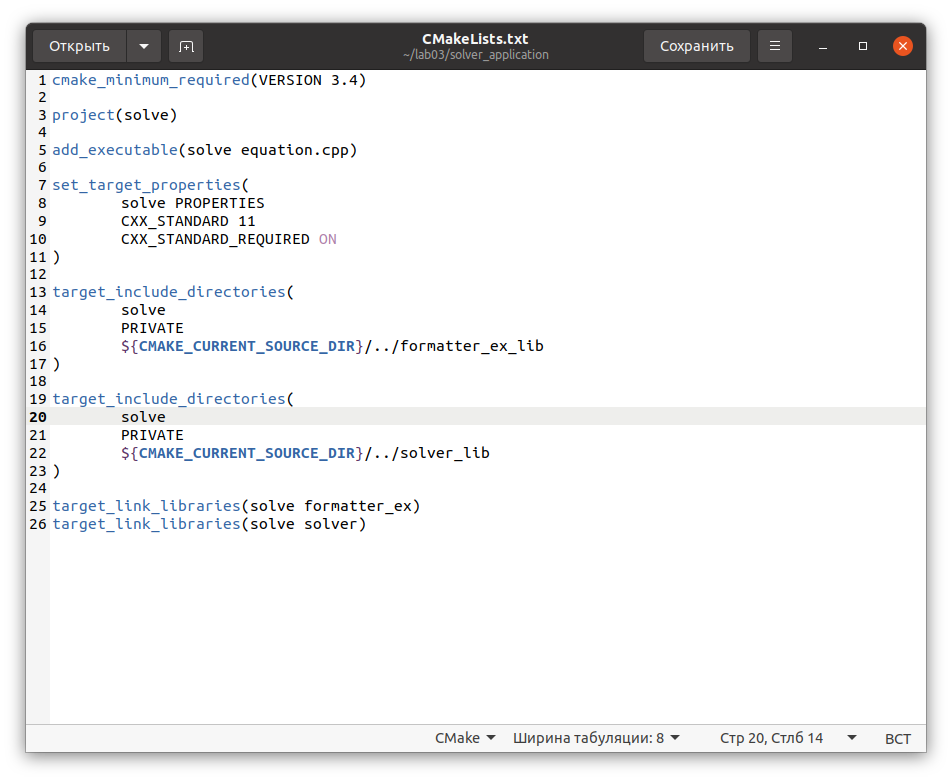 Открыть
CMakeLists.txt
~/lab03/solver_application
Сохранить
1 cmake_minimum_required(VERSION 3.4)
2
3 project(solve)
4
5 add_executable(solve equation.cpp)
6
7 set_target_properties(
8         solve PROPERTIES
9         CXX_STANDARD 11
10         CXX_STANDARD_REQUIRED ON
11 )
12
13 target_include_directories(
14         solve
15         PRIVATE
16         ${CMAKE_CURRENT_SOURCE_DIR}/../formatter_ex_lib
17 )
18
19 target_include_directories(
20         solve
21         PRIVATE
22         ${CMAKE_CURRENT_SOURCE_DIR}/../solver_lib
23 )
24
25 target_link_libraries(solve formatter_ex)
26 target_link_libraries(solve solver)
CMake Ширина табуляции: 8 Стр 20, Стлб 14 ВСТ